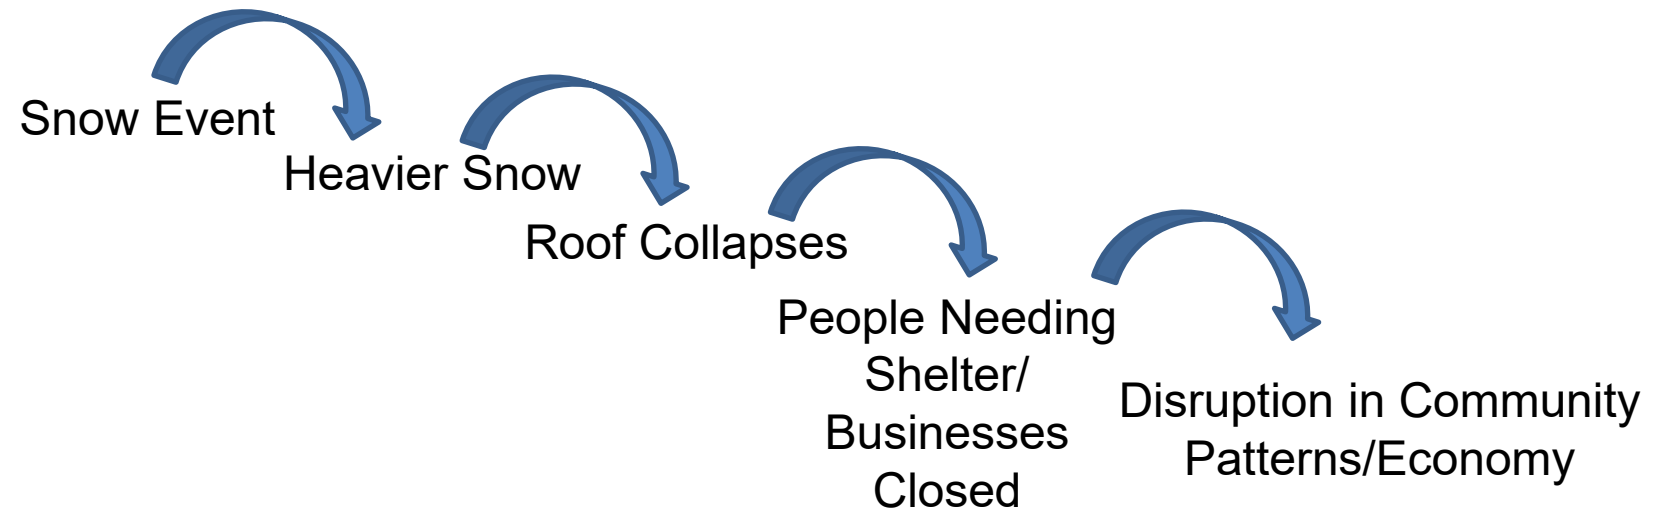 Snow Event
Heavier Snow
Roof Collapses
People Needing
Shelter/
Businesses
Closed
Disruption in Community
Patterns/Economy